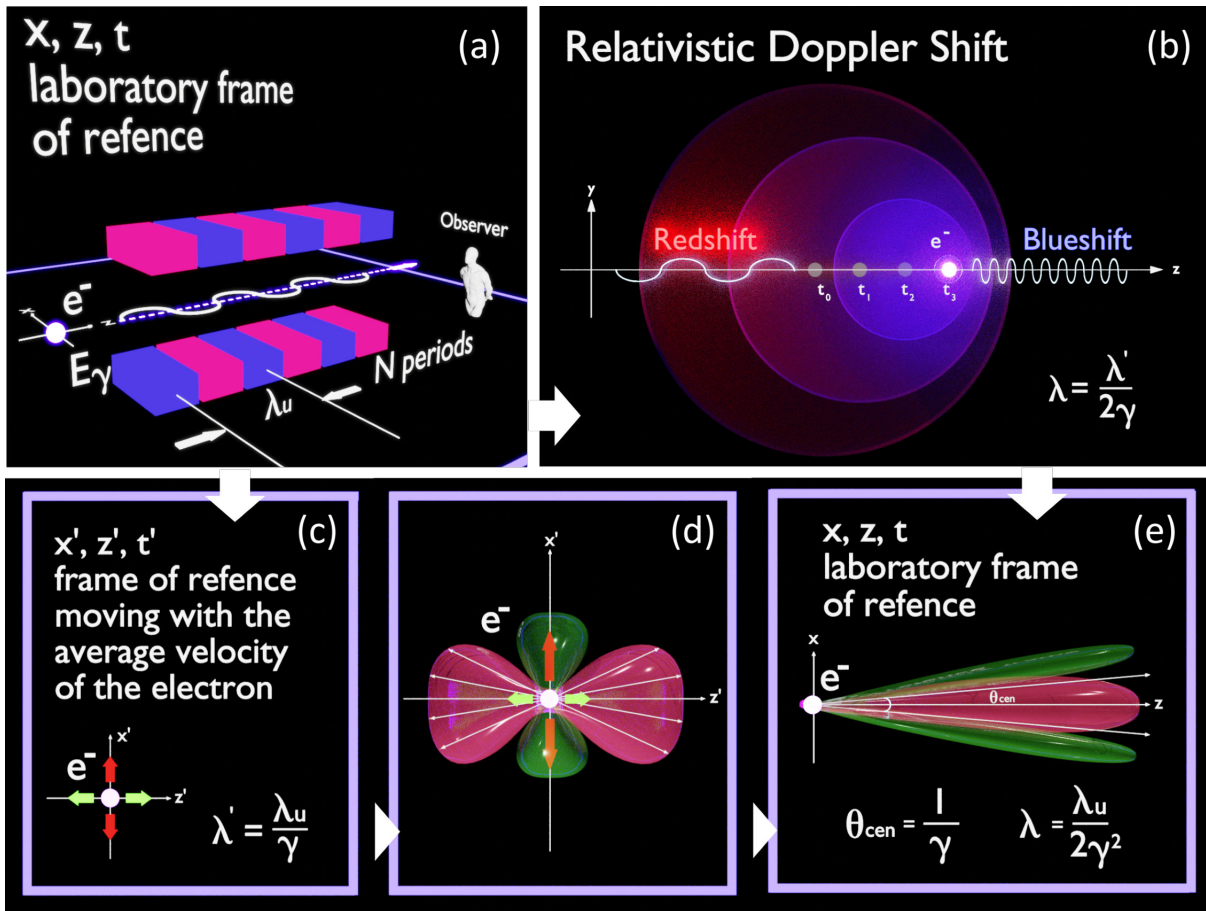 (a)
x, z, t
laboratory frame
of refence
Observer
e⁻
x
z
Eγ
λu
N periods
(b)
Relativistic Doppler Shift
y
Redshift
e⁻
Blueshift
z
t₀
t₁
t₂
t₃
λ = λ' / 2γ
(c)
x', z', t'
frame of refence
moving with the
average velocity
of the electron
x'
e⁻
z'
λ' = λu / γ
(d)
x'
e⁻
z'
(e)
x, z, t
laboratory frame
of refence
x
e⁻
θcen
z
θcen = 1 / γ
λ = λu / 2γ²